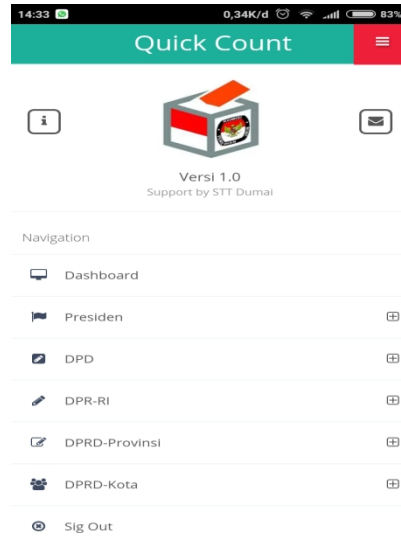 14:33 0,34K/d 83%
Quick Count
i
Versi 1.0
Support by STT Dumai
Navigation
Dashboard
Presiden
DPD
DPR-RI
DPRD-Provinsi
DPRD-Kota
Sig Out